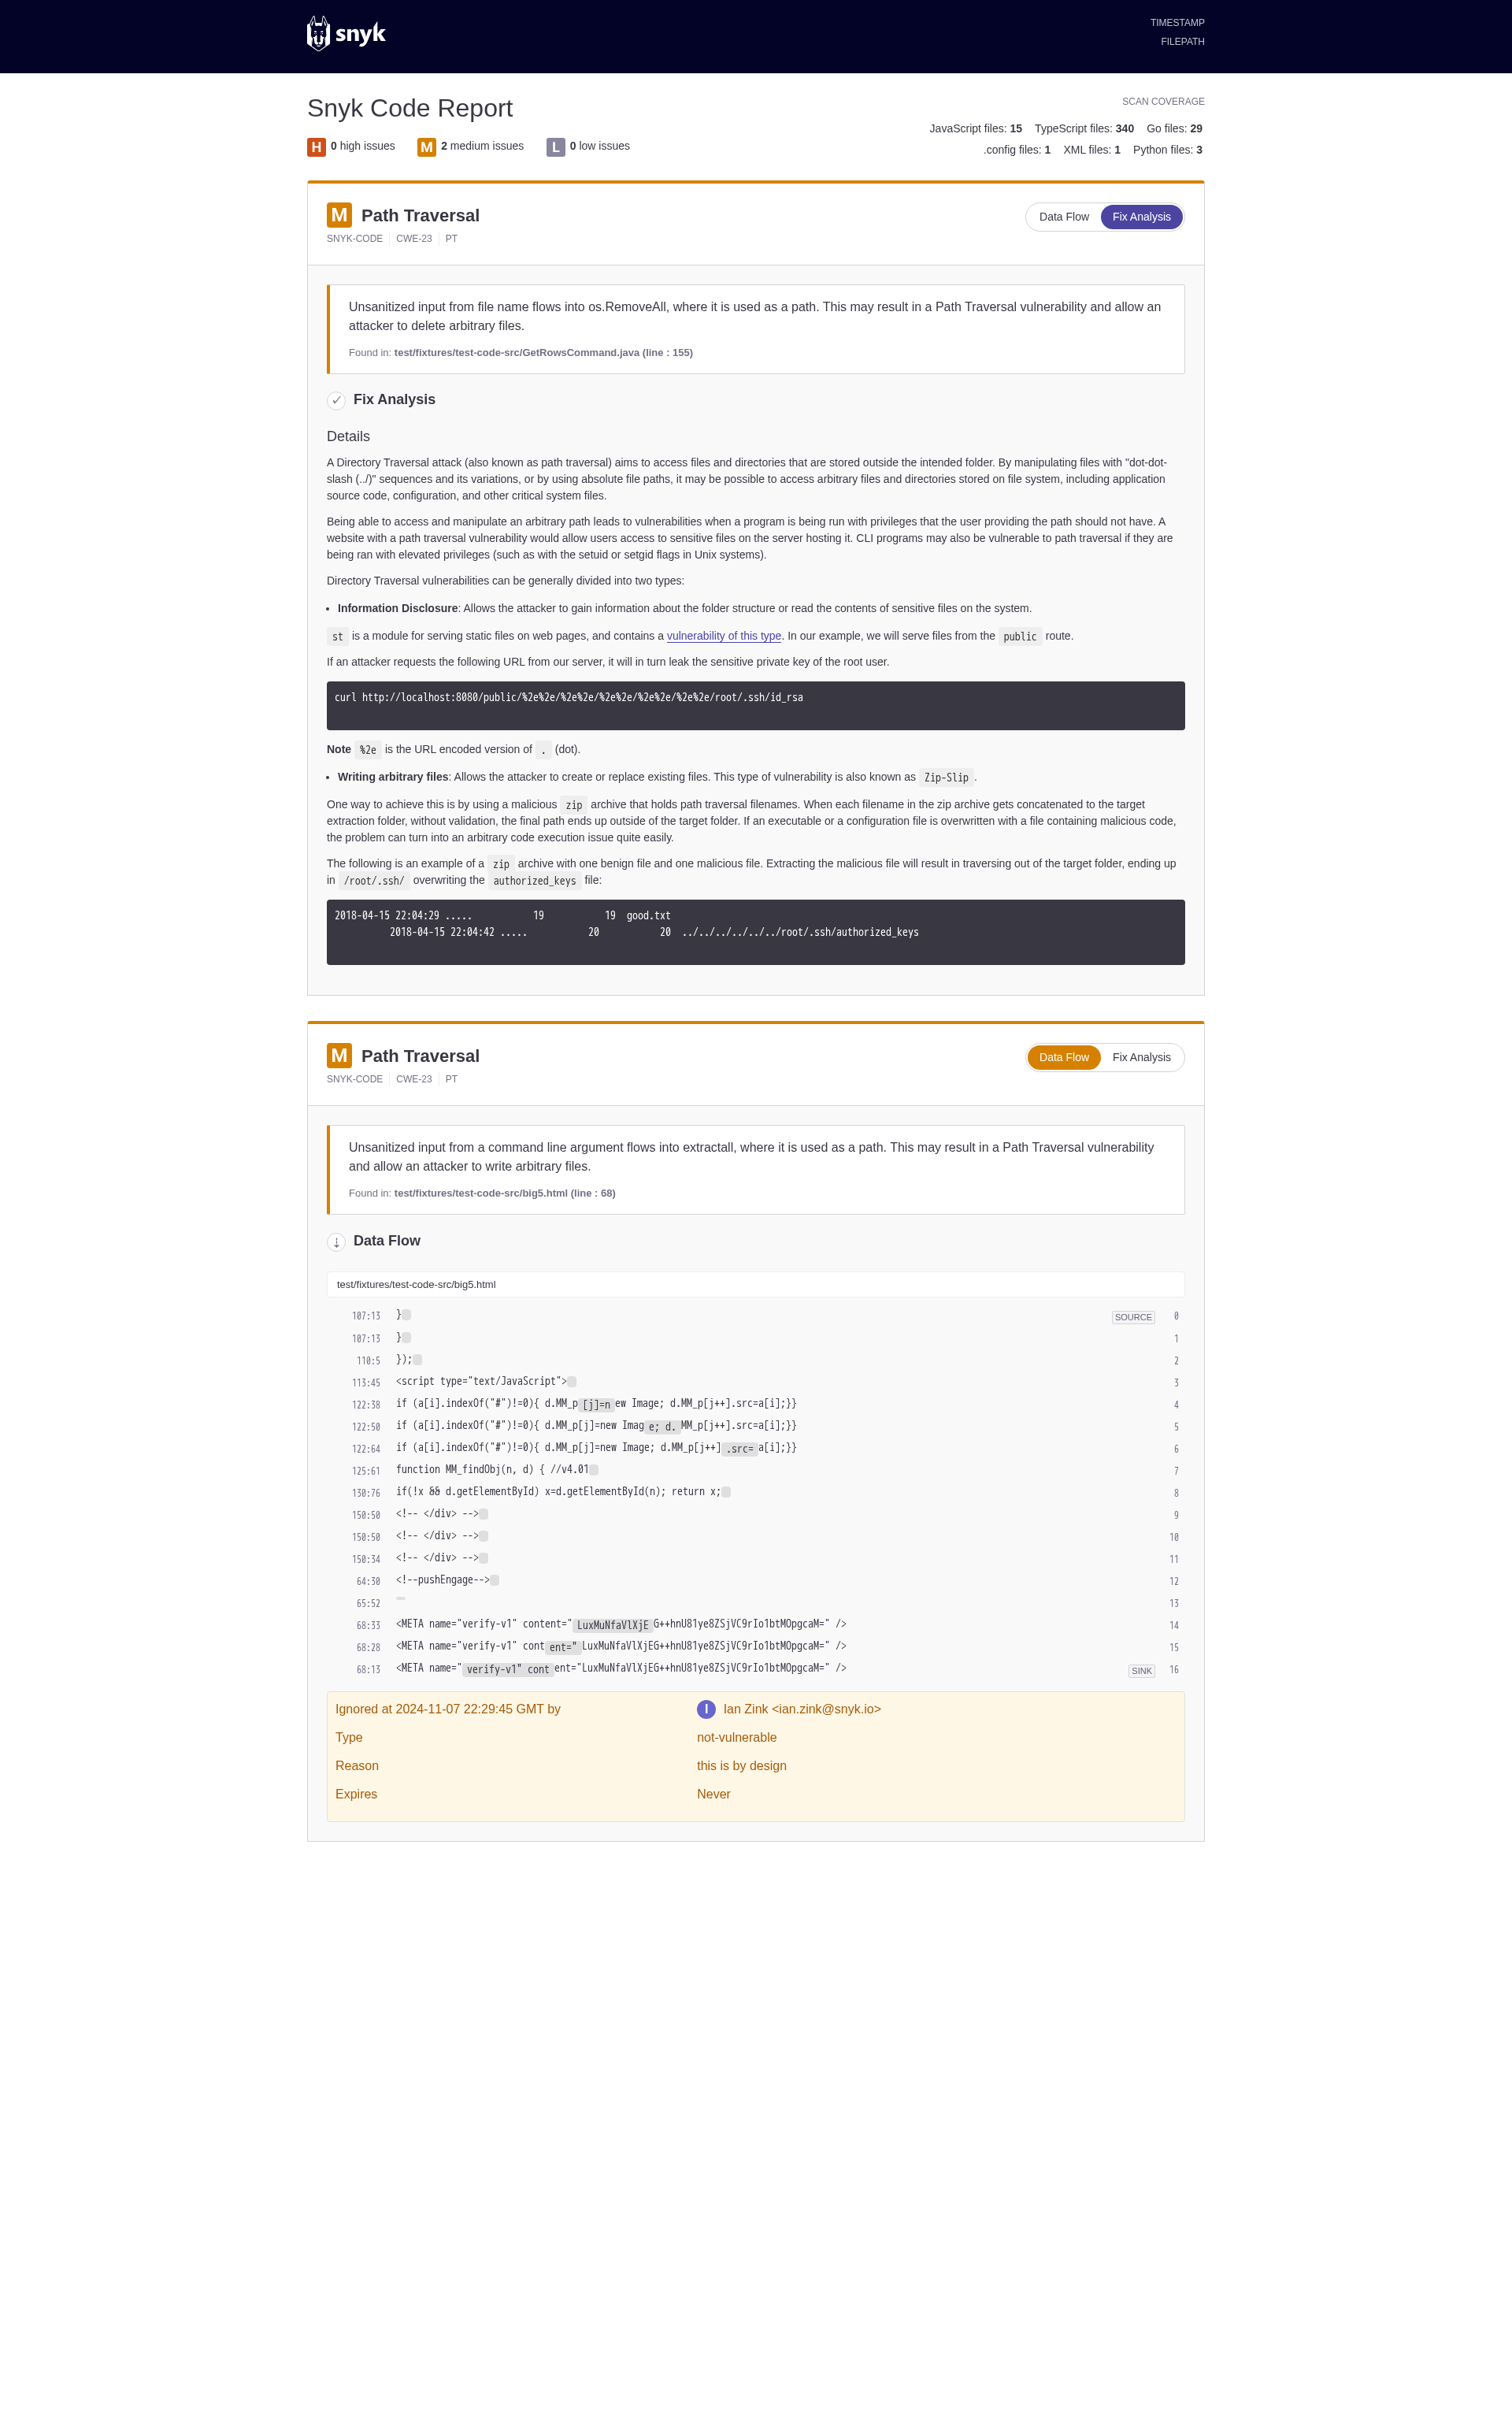 snyk
TIMESTAMP
FILEPATH
Snyk Code Report
SCAN COVERAGE
H 0 high issues M 2 medium issues L 0 low issues
JavaScript files: 15 TypeScript files: 340 Go files: 29
.config files: 1 XML files: 1 Python files: 3
M Path Traversal
Data Flow Fix Analysis
SNYK-CODE CWE-23 PT
Unsanitized input from file name flows into os.RemoveAll, where it is used as a path. This may result in a Path Traversal vulnerability and allow an
attacker to delete arbitrary files.
Found in: test/fixtures/test-code-src/GetRowsCommand.java (line : 155)
✓ Fix Analysis
Details
A Directory Traversal attack (also known as path traversal) aims to access files and directories that are stored outside the intended folder. By manipulating files with "dot-dot-
slash (../)" sequences and its variations, or by using absolute file paths, it may be possible to access arbitrary files and directories stored on file system, including application
source code, configuration, and other critical system files.
Being able to access and manipulate an arbitrary path leads to vulnerabilities when a program is being run with privileges that the user providing the path should not have. A
website with a path traversal vulnerability would allow users access to sensitive files on the server hosting it. CLI programs may also be vulnerable to path traversal if they are
being ran with elevated privileges (such as with the setuid or setgid flags in Unix systems).
Directory Traversal vulnerabilities can be generally divided into two types:
• Information Disclosure: Allows the attacker to gain information about the folder structure or read the contents of sensitive files on the system.
st is a module for serving static files on web pages, and contains a vulnerability of this type. In our example, we will serve files from the public route.
If an attacker requests the following URL from our server, it will in turn leak the sensitive private key of the root user.
curl http://localhost:8080/public/%2e%2e/%2e%2e/%2e%2e/%2e%2e/%2e%2e/root/.ssh/id_rsa
Note %2e is the URL encoded version of . (dot).
• Writing arbitrary files: Allows the attacker to create or replace existing files. This type of vulnerability is also known as Zip-Slip .
One way to achieve this is by using a malicious zip archive that holds path traversal filenames. When each filename in the zip archive gets concatenated to the target
extraction folder, without validation, the final path ends up outside of the target folder. If an executable or a configuration file is overwritten with a file containing malicious code,
the problem can turn into an arbitrary code execution issue quite easily.
The following is an example of a zip archive with one benign file and one malicious file. Extracting the malicious file will result in traversing out of the target folder, ending up
in /root/.ssh/ overwriting the authorized_keys file:
2018-04-15 22:04:29 ..... 19 19 good.txt
2018-04-15 22:04:42 ..... 20 20 ../../../../../../root/.ssh/authorized_keys
M Path Traversal
Data Flow Fix Analysis
SNYK-CODE CWE-23 PT
Unsanitized input from a command line argument flows into extractall, where it is used as a path. This may result in a Path Traversal vulnerability
and allow an attacker to write arbitrary files.
Found in: test/fixtures/test-code-src/big5.html (line : 68)
↓ Data Flow
test/fixtures/test-code-src/big5.html
107:13 } SOURCE 0
107:13 } 1
110:5 }); 2
113:45 <script type="text/JavaScript"> 3
122:38 if (a[i].indexOf("#")!=0){ d.MM_p[j]=new Image; d.MM_p[j++].src=a[i];}} 4
122:50 if (a[i].indexOf("#")!=0){ d.MM_p[j]=new Image; d.MM_p[j++].src=a[i];}} 5
122:64 if (a[i].indexOf("#")!=0){ d.MM_p[j]=new Image; d.MM_p[j++].src=a[i];}} 6
125:61 function MM_findObj(n, d) { //v4.01 7
130:76 if(!x && d.getElementById) x=d.getElementById(n); return x; 8
150:50 <!-- </div> --> 9
150:50 <!-- </div> --> 10
150:34 <!-- </div> --> 11
64:30 <!--pushEngage--> 12
65:52 13
68:33 <META name="verify-v1" content="LuxMuNfaVlXjEG++hnU81ye8ZSjVC9rIo1btMOpgcaM=" /> 14
68:28 <META name="verify-v1" content="LuxMuNfaVlXjEG++hnU81ye8ZSjVC9rIo1btMOpgcaM=" /> 15
68:13 <META name="verify-v1" content="LuxMuNfaVlXjEG++hnU81ye8ZSjVC9rIo1btMOpgcaM=" /> SINK 16
Ignored at 2024-11-07 22:29:45 GMT by I Ian Zink <ian.zink@snyk.io>
Type not-vulnerable
Reason this is by design
Expires Never